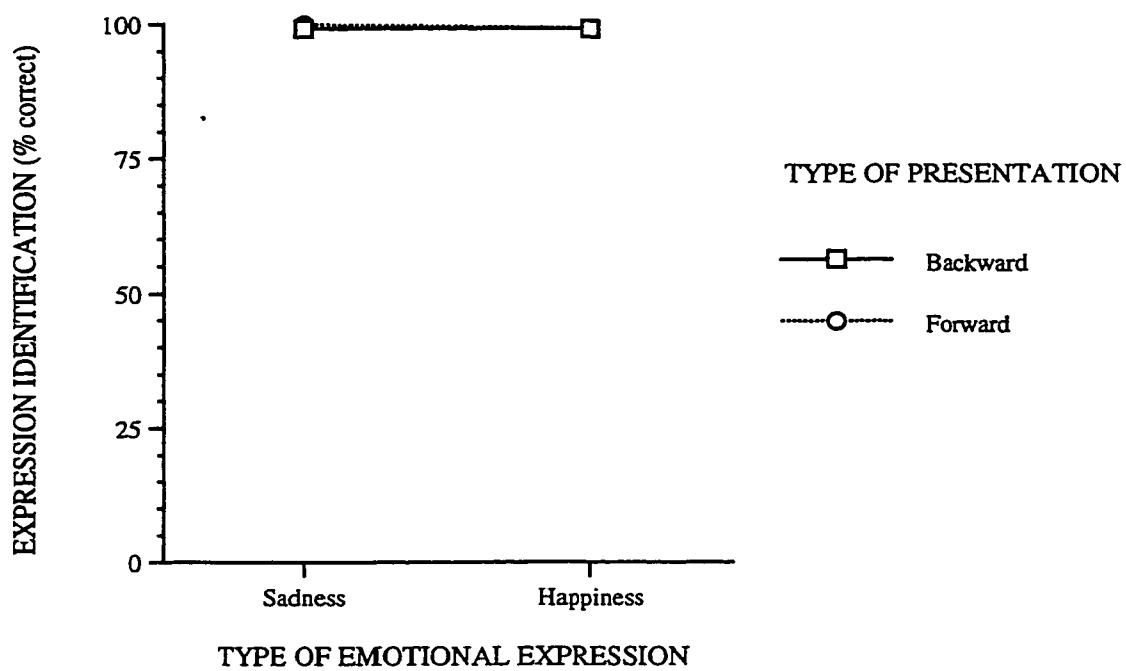 EXPRESSION IDENTIFICATION (% correct)
100
75
50
25
0
Sadness Happiness
TYPE OF EMOTIONAL EXPRESSION
TYPE OF PRESENTATION
Backward
Forward